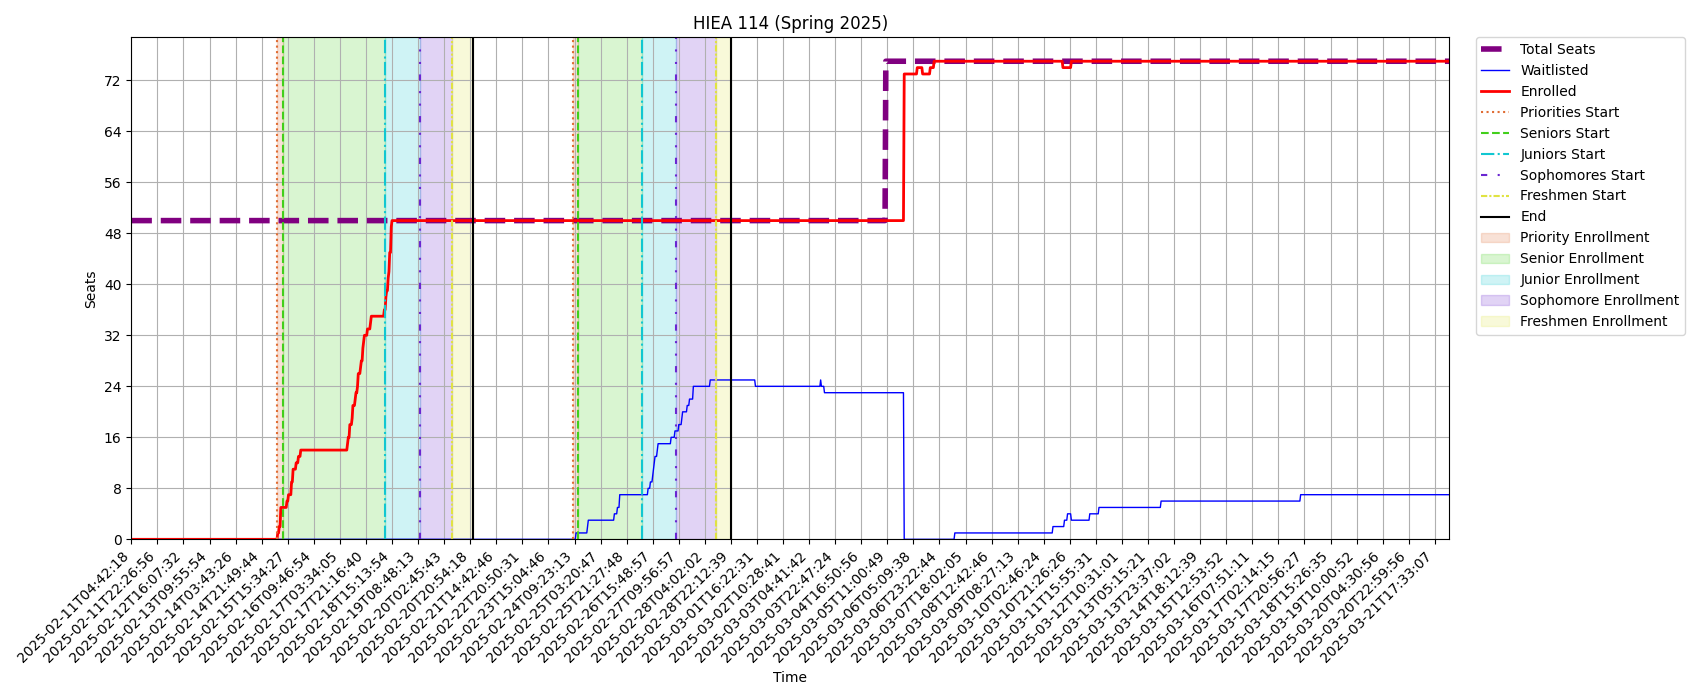 HIEA 114 (Spring 2025)
Seats
72
64
56
48
40
32
24
16
8
0
2025-02-11T04:42:18
2025-02-11T22:26:56
2025-02-12T16:07:32
2025-02-13T09:55:54
2025-02-14T03:43:26
2025-02-14T21:49:44
2025-02-15T15:34:27
2025-02-16T09:46:54
2025-02-17T03:34:05
2025-02-17T21:16:40
2025-02-18T15:13:54
2025-02-19T08:48:13
2025-02-20T02:45:43
2025-02-20T20:54:18
2025-02-21T14:42:46
2025-02-22T20:50:31
2025-02-23T15:04:46
2025-02-24T09:23:13
2025-02-25T03:20:47
2025-02-25T21:27:48
2025-02-26T15:48:57
2025-02-27T09:56:57
2025-02-28T04:02:02
2025-02-28T22:12:39
2025-03-01T16:22:31
2025-03-02T10:28:41
2025-03-03T04:41:42
2025-03-03T22:47:24
2025-03-04T16:50:56
2025-03-05T11:00:49
2025-03-06T05:09:38
2025-03-06T23:22:44
2025-03-07T18:02:05
2025-03-08T12:42:46
2025-03-09T08:27:13
2025-03-10T02:46:24
2025-03-10T21:26:26
2025-03-11T15:55:31
2025-03-12T10:31:01
2025-03-13T05:15:21
2025-03-13T23:37:02
2025-03-14T18:12:39
2025-03-15T12:53:52
2025-03-16T07:51:11
2025-03-17T02:14:15
2025-03-17T20:56:27
2025-03-18T15:26:35
2025-03-19T10:00:52
2025-03-20T04:30:56
2025-03-20T22:59:56
2025-03-21T17:33:07
Time
Total Seats
Waitlisted
Enrolled
Priorities Start
Seniors Start
Juniors Start
Sophomores Start
Freshmen Start
End
Priority Enrollment
Senior Enrollment
Junior Enrollment
Sophomore Enrollment
Freshmen Enrollment